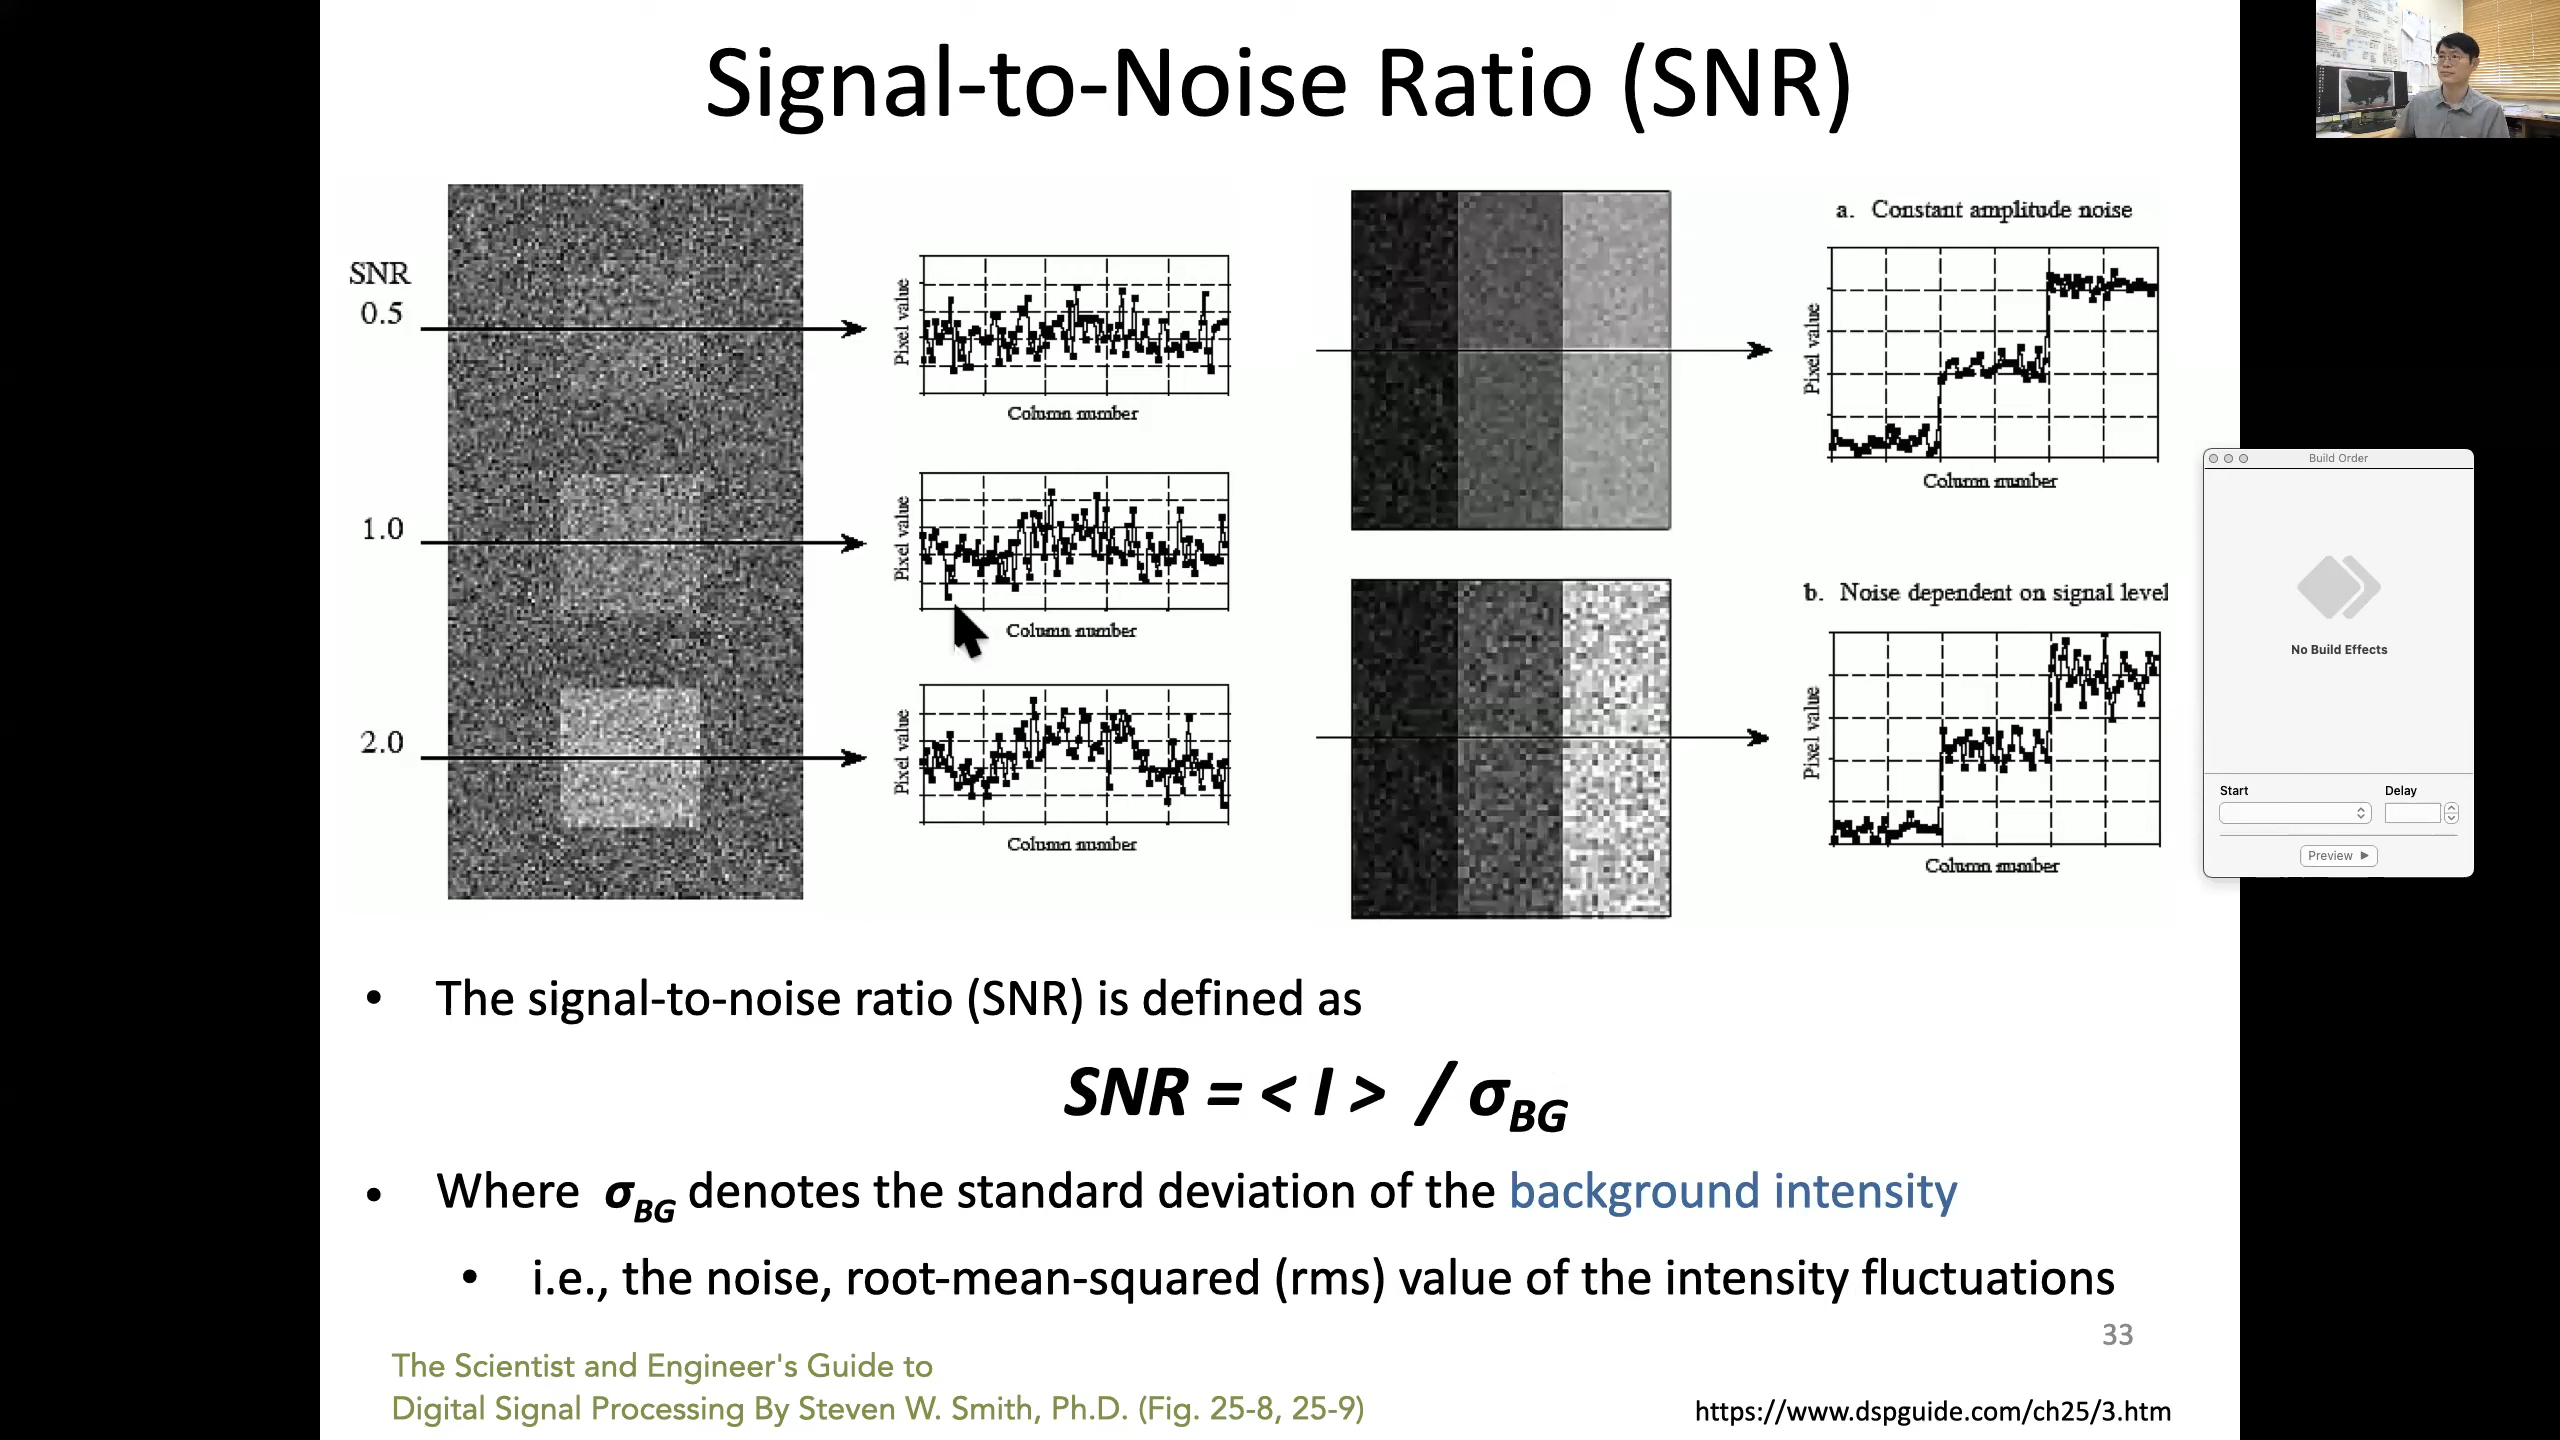 Signal-to-Noise Ratio (SNR)
SNR
0.5
1.0
2.0
Pixel value
Column number
Pixel value
Column number
Pixel value
Column number
a. Constant amplitude noise
Pixel value
Column number
b. Noise dependent on signal level
Pixel value
Column number
Build Order
No Build Effects
Start
Delay
Preview
• The signal-to-noise ratio (SNR) is defined as
SNR = < I > / σBG
• Where σBG denotes the standard deviation of the background intensity
• i.e., the noise, root-mean-squared (rms) value of the intensity fluctuations
33
The Scientist and Engineer's Guide to
Digital Signal Processing By Steven W. Smith, Ph.D. (Fig. 25-8, 25-9)
https://www.dspguide.com/ch25/3.htm